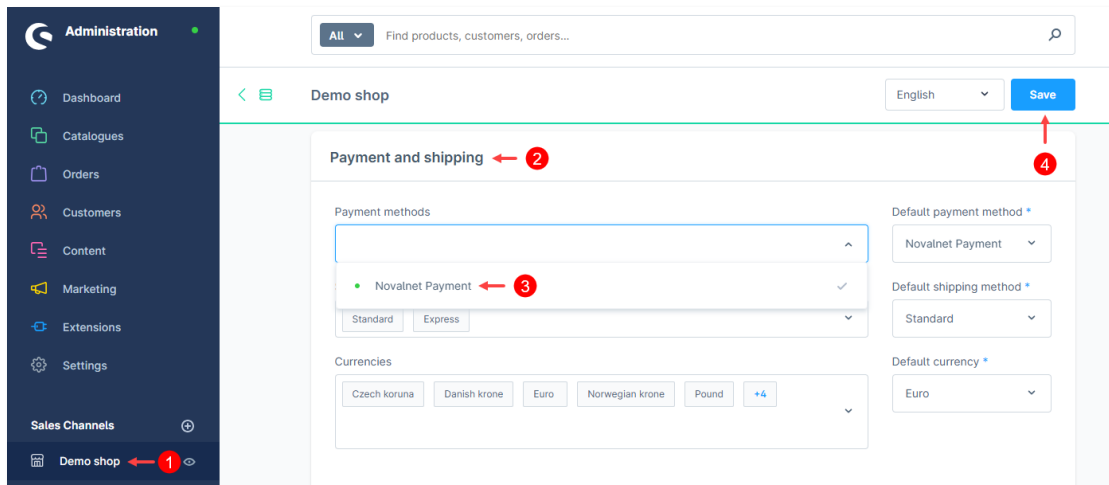 Administration
All
Find products, customers, orders...
Dashboard
Catalogues
Orders
Customers
Content
Marketing
Extensions
Settings
Sales Channels
Demo shop
1
Demo shop
English
Save
4
Payment and shipping
2
Payment methods
Default payment method *
Novalnet Payment
Novalnet Payment
3
Default shipping method *
Standard
Express
Standard
Currencies
Default currency *
Czech koruna
Danish krone
Euro
Norwegian krone
Pound
+4
Euro